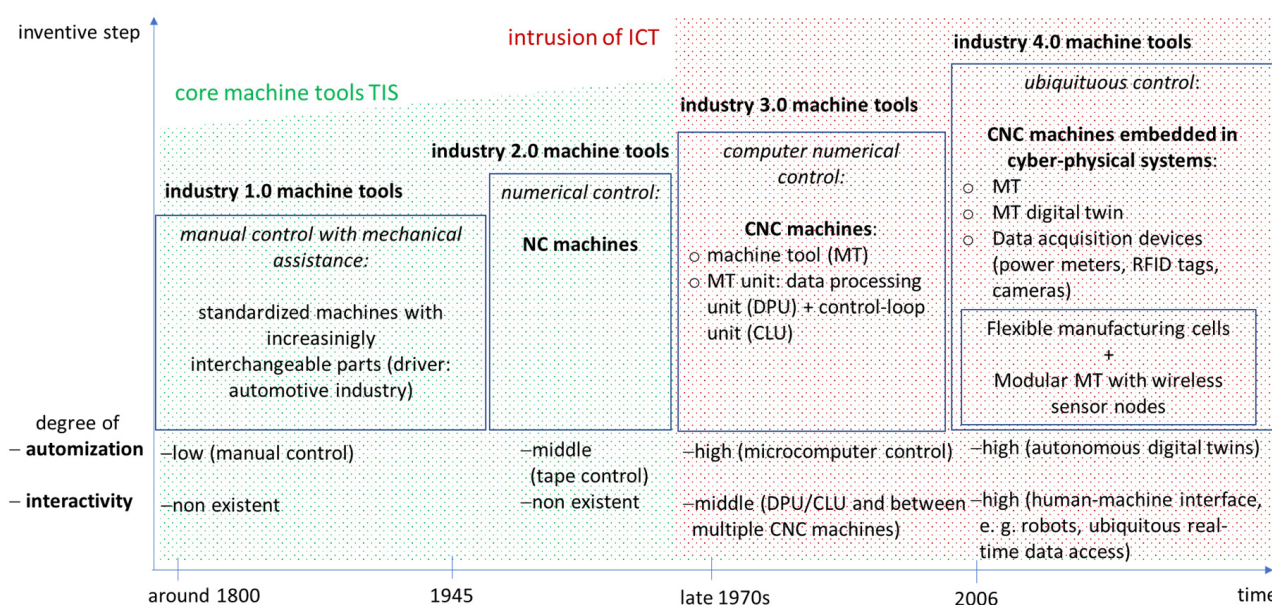 inventive step
intrusion of ICT
core machine tools TIS
industry 1.0 machine tools
manual control with mechanical
assistance:
standardized machines with
increasinigly
interchangeable parts (driver:
automotive industry)
industry 2.0 machine tools
numerical control:
NC machines
industry 3.0 machine tools
computer numerical
control:
CNC machines:
○ machine tool (MT)
○ MT unit: data processing
unit (DPU) + control-loop
unit (CLU)
industry 4.0 machine tools
ubiquituous control:
CNC machines embedded in
cyber-physical systems:
○ MT
○ MT digital twin
○ Data acquisition devices
(power meters, RFID tags,
cameras)
Flexible manufacturing cells
+
Modular MT with wireless
sensor nodes
degree of
– automization
–low (manual control)
–middle
(tape control)
–high (microcomputer control)
–high (autonomous digital twins)
– interactivity
–non existent
–non existent
–middle (DPU/CLU and between
multiple CNC machines)
–high (human-machine interface,
e. g. robots, ubiquitous real-
time data access)
around 1800
1945
late 1970s
2006
time